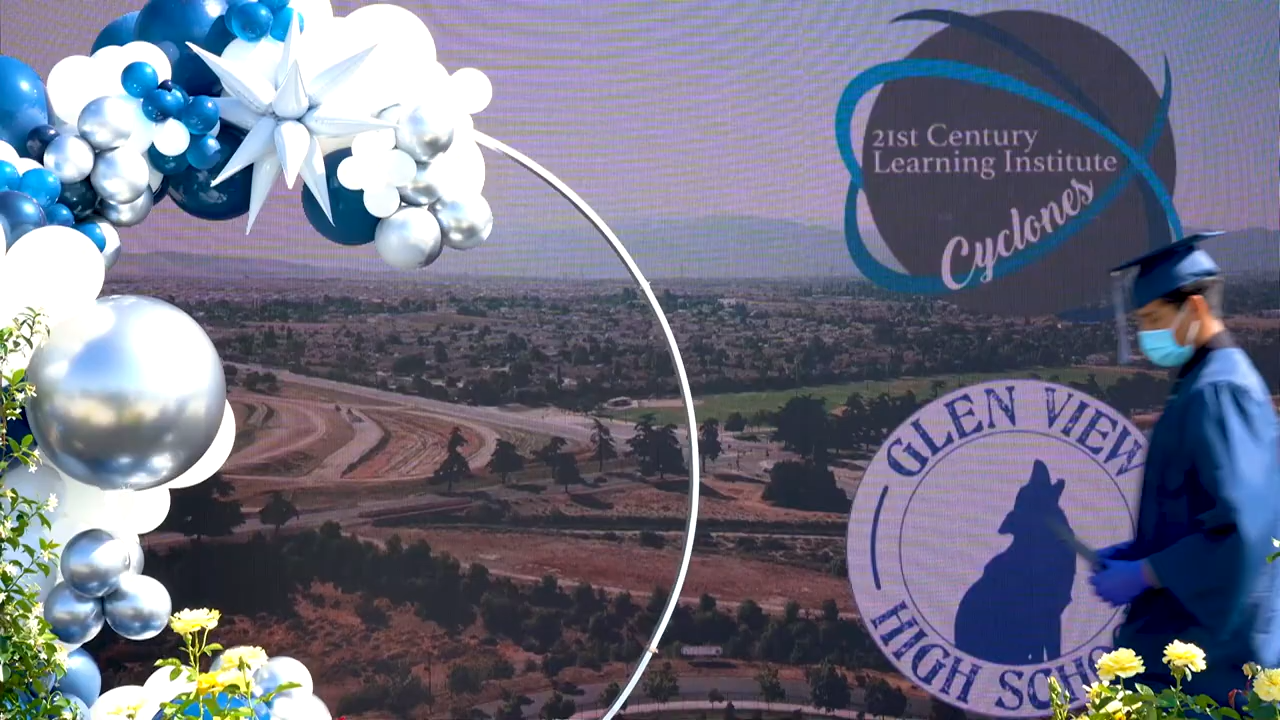 21st Century
Learning Institute
Cyclones
GLEN VIEW
HIGH SCHO